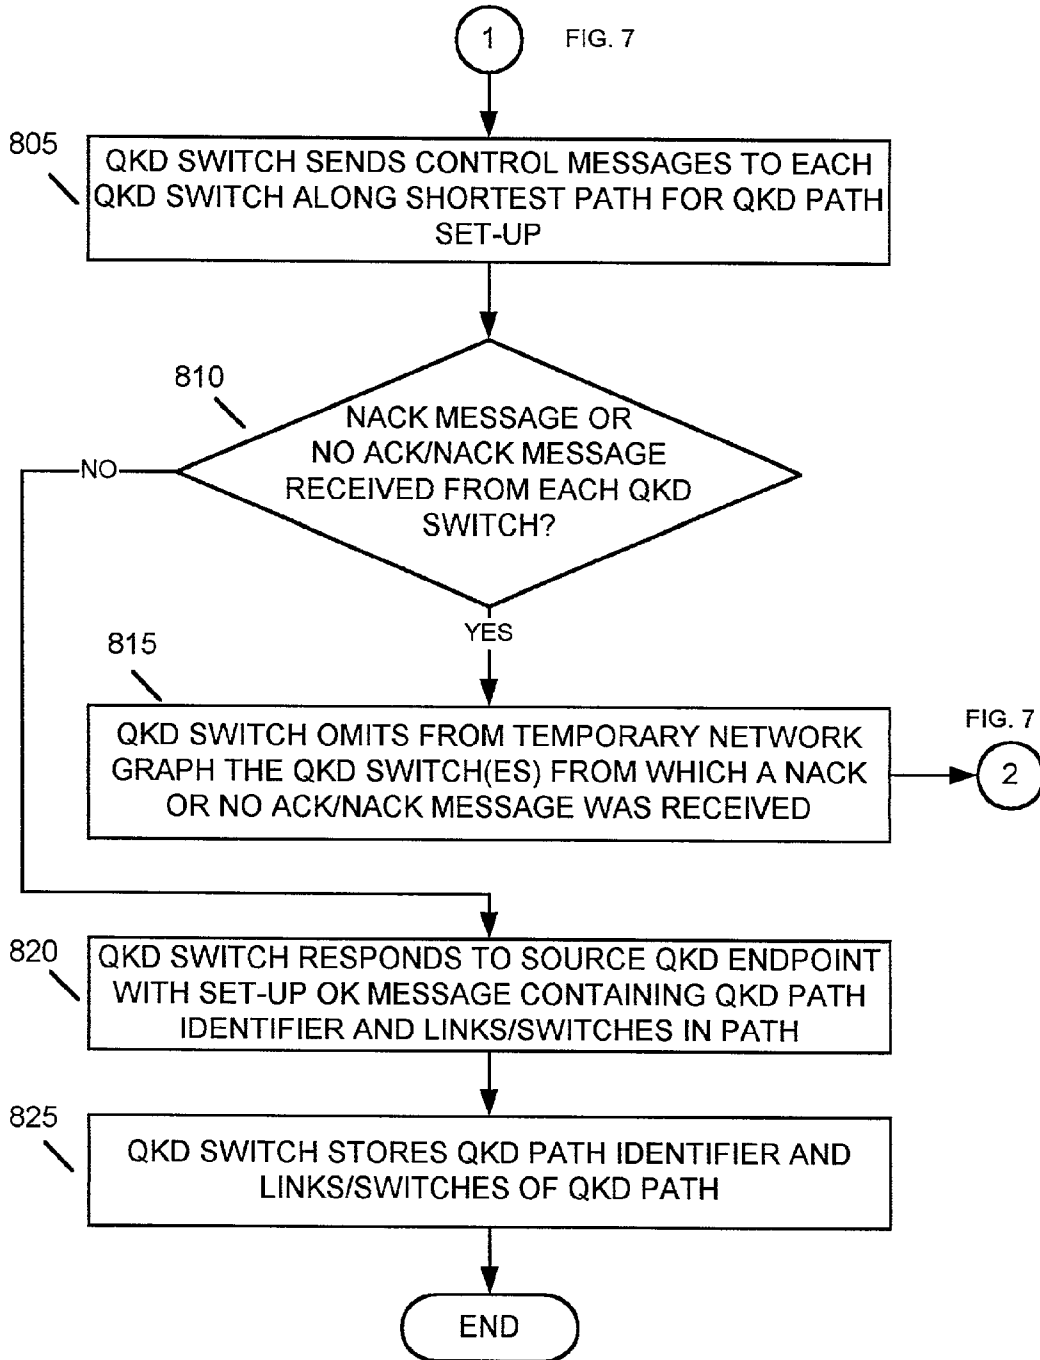 1
FIG. 7
805
QKD SWITCH SENDS CONTROL MESSAGES TO EACH
QKD SWITCH ALONG SHORTEST PATH FOR QKD PATH
SET-UP
810
NACK MESSAGE OR
NO ACK/NACK MESSAGE
RECEIVED FROM EACH QKD
SWITCH?
NO
YES
815
QKD SWITCH OMITS FROM TEMPORARY NETWORK
GRAPH THE QKD SWITCH(ES) FROM WHICH A NACK
OR NO ACK/NACK MESSAGE WAS RECEIVED
FIG. 7
2
820
QKD SWITCH RESPONDS TO SOURCE QKD ENDPOINT
WITH SET-UP OK MESSAGE CONTAINING QKD PATH
IDENTIFIER AND LINKS/SWITCHES IN PATH
825
QKD SWITCH STORES QKD PATH IDENTIFIER AND
LINKS/SWITCHES OF QKD PATH
END